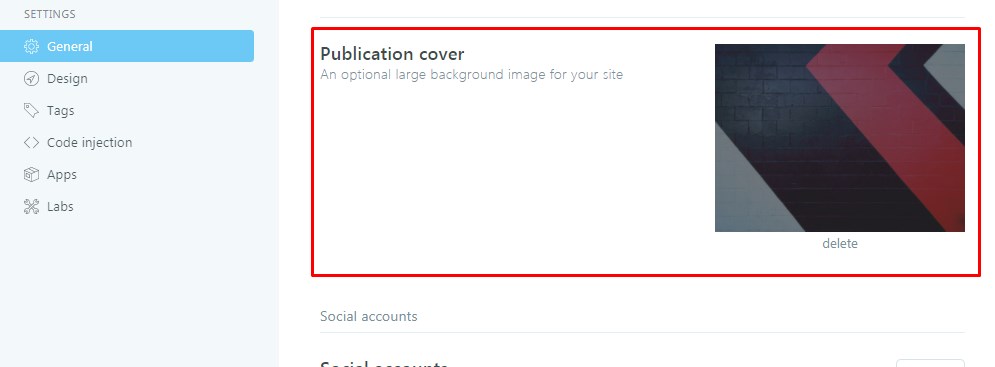 SETTINGS
General
Design
Tags
Code injection
Apps
Labs
Publication cover
An optional large background image for your site
delete
Social accounts
Social accounts